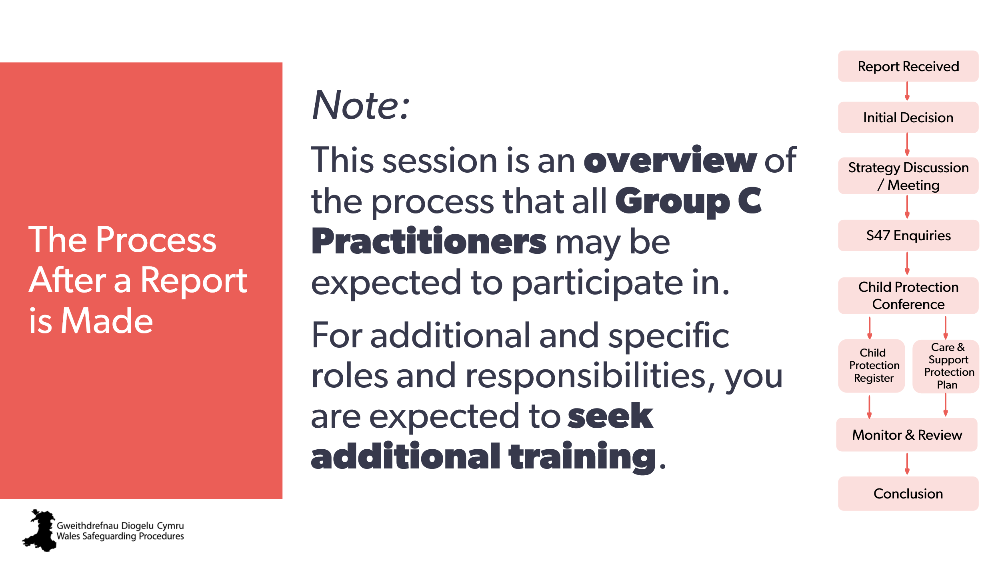 The Process
After a Report
is Made
Note:
This session is an overview of
the process that all Group C
Practitioners may be
expected to participate in.
For additional and specific
roles and responsibilities, you
are expected to seek
additional training.
Report Received
Initial Decision
Strategy Discussion
/ Meeting
S47 Enquiries
Child Protection
Conference
Child
Protection
Register
Care &
Support
Protection
Plan
Monitor & Review
Conclusion
Gweithdrefnau Diogelu Cymru
Wales Safeguarding Procedures